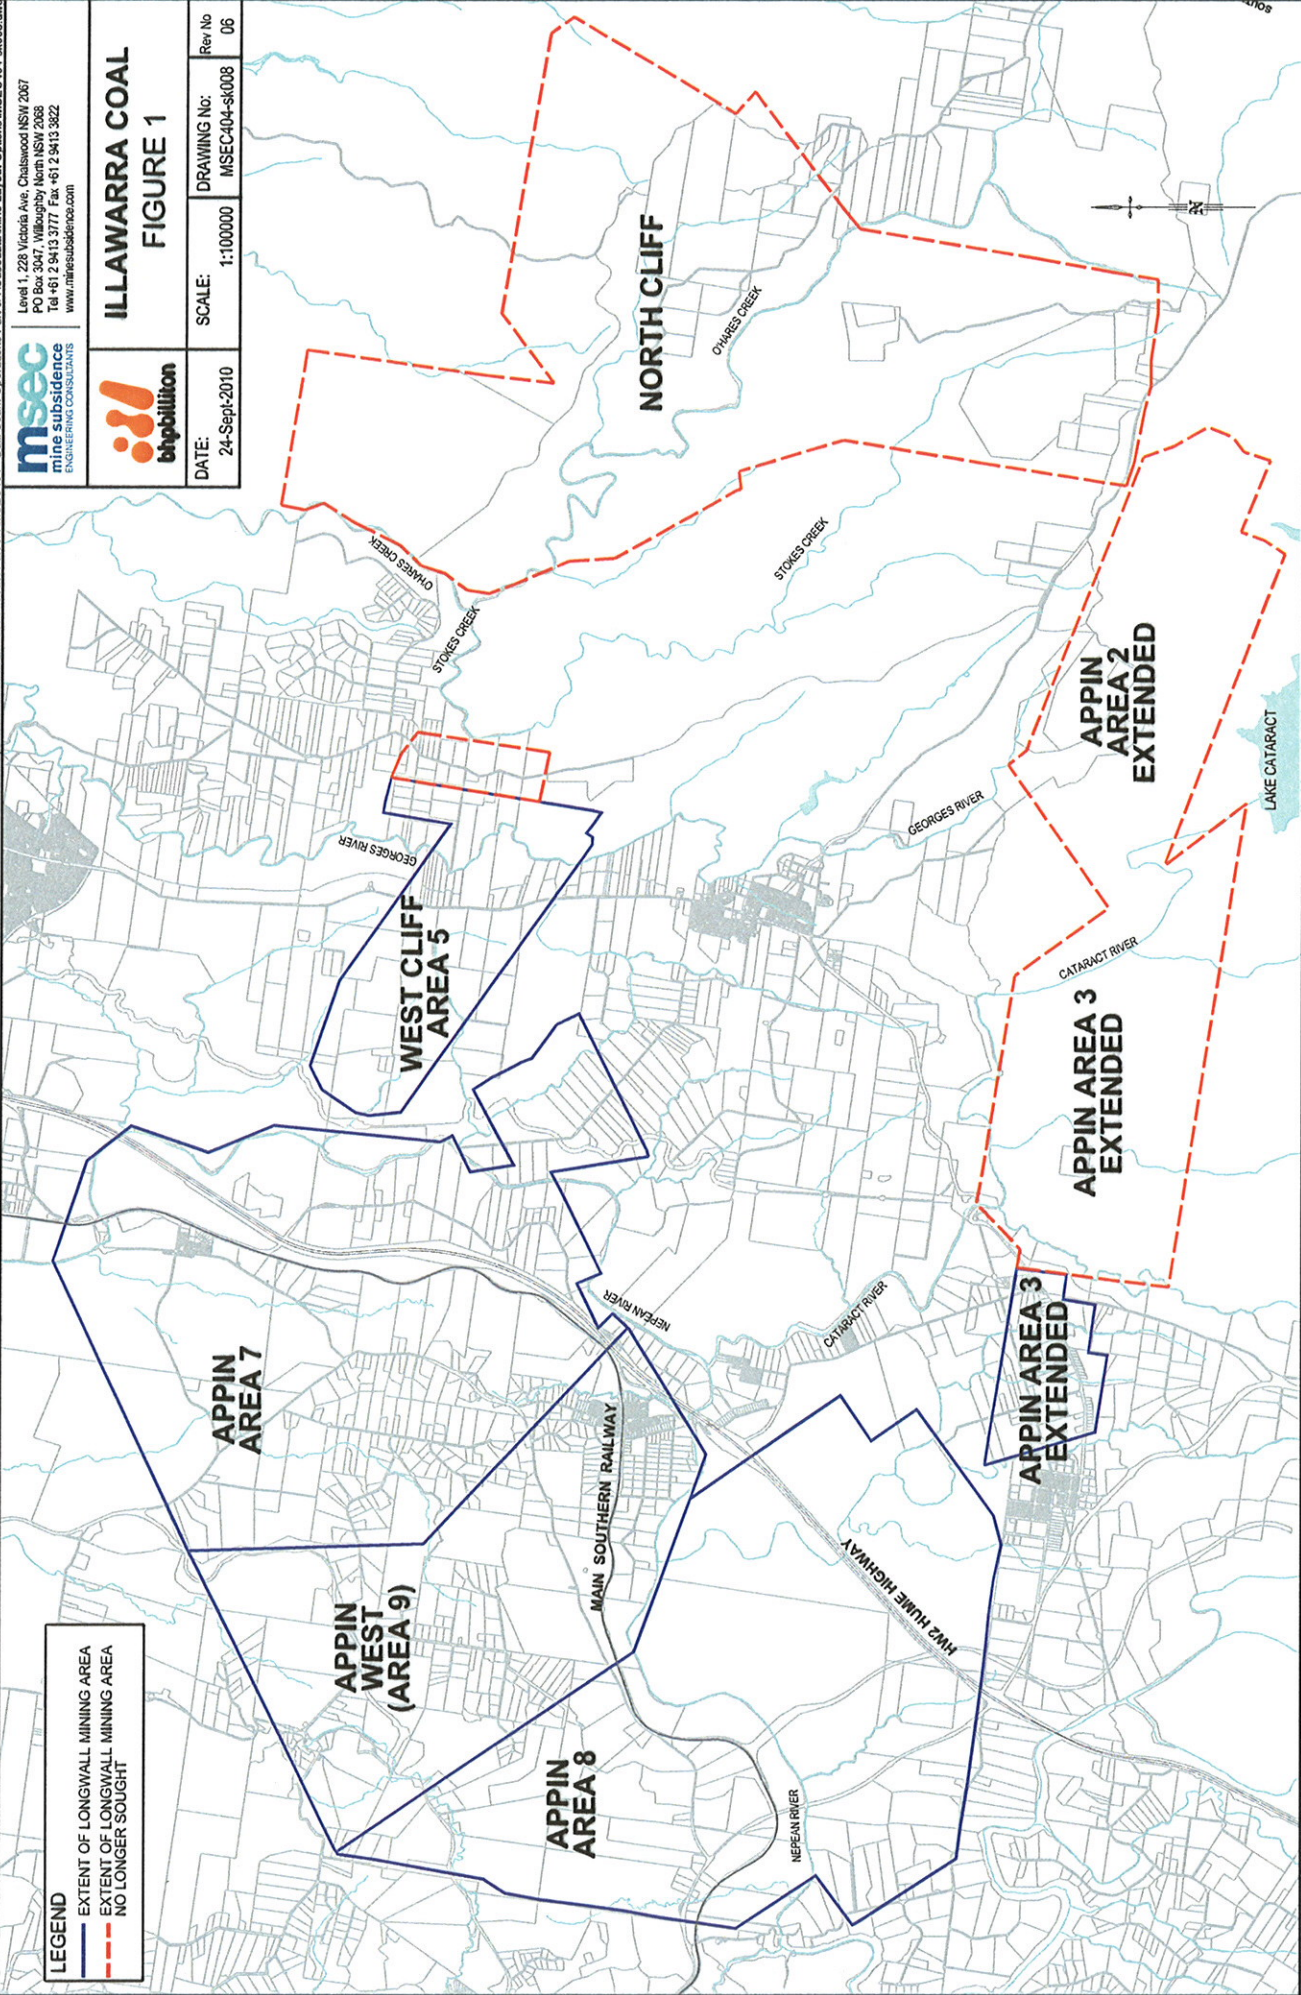 LEGEND
EXTENT OF LONGWALL MINING AREA
EXTENT OF LONGWALL MINING AREA
NO LONGER SOUGHT
msec
mine subsidence
ENGINEERING CONSULTANTS
Level 1, 228 Victoria Ave, Chatswood NSW 2067
PO Box 3047, Willoughby North NSW 2068
Tel +61 2 9413 3777 Fax +61 2 9413 3822
www.minesubsidence.com
bhpbilliton
ILLAWARRA COAL
FIGURE 1
DATE:
24-Sept-2010
SCALE:
1:100000
DRAWING No:
MSEC404-sk008
Rev No
06
APPIN
AREA 7
APPIN
WEST
(AREA 9)
APPIN
AREA 8
WEST CLIFF
AREA 5
NORTH CLIFF
APPIN
AREA 2
EXTENDED
APPIN AREA 3
EXTENDED
APPIN AREA 3
EXTENDED
MAIN SOUTHERN RAILWAY
HW2 HUME HIGHWAY
NEPEAN RIVER
NEPEAN RIVER
CATARACT RIVER
CATARACT RIVER
GEORGES RIVER
GEORGES RIVER
O'HARES CREEK
O'HARES CREEK
STOKES CREEK
STOKES CREEK
LAKE CATARACT
N